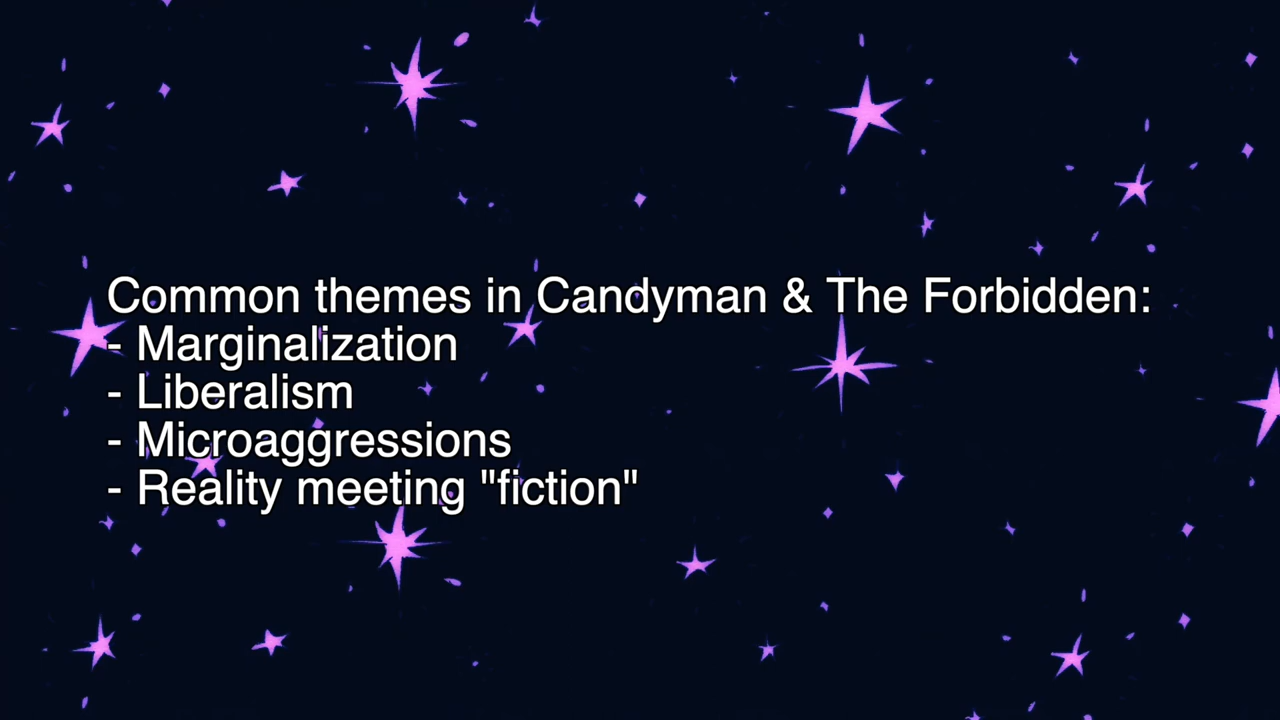 Common themes in Candyman & The Forbidden:
- Marginalization
- Liberalism
- Microaggressions
- Reality meeting "fiction"